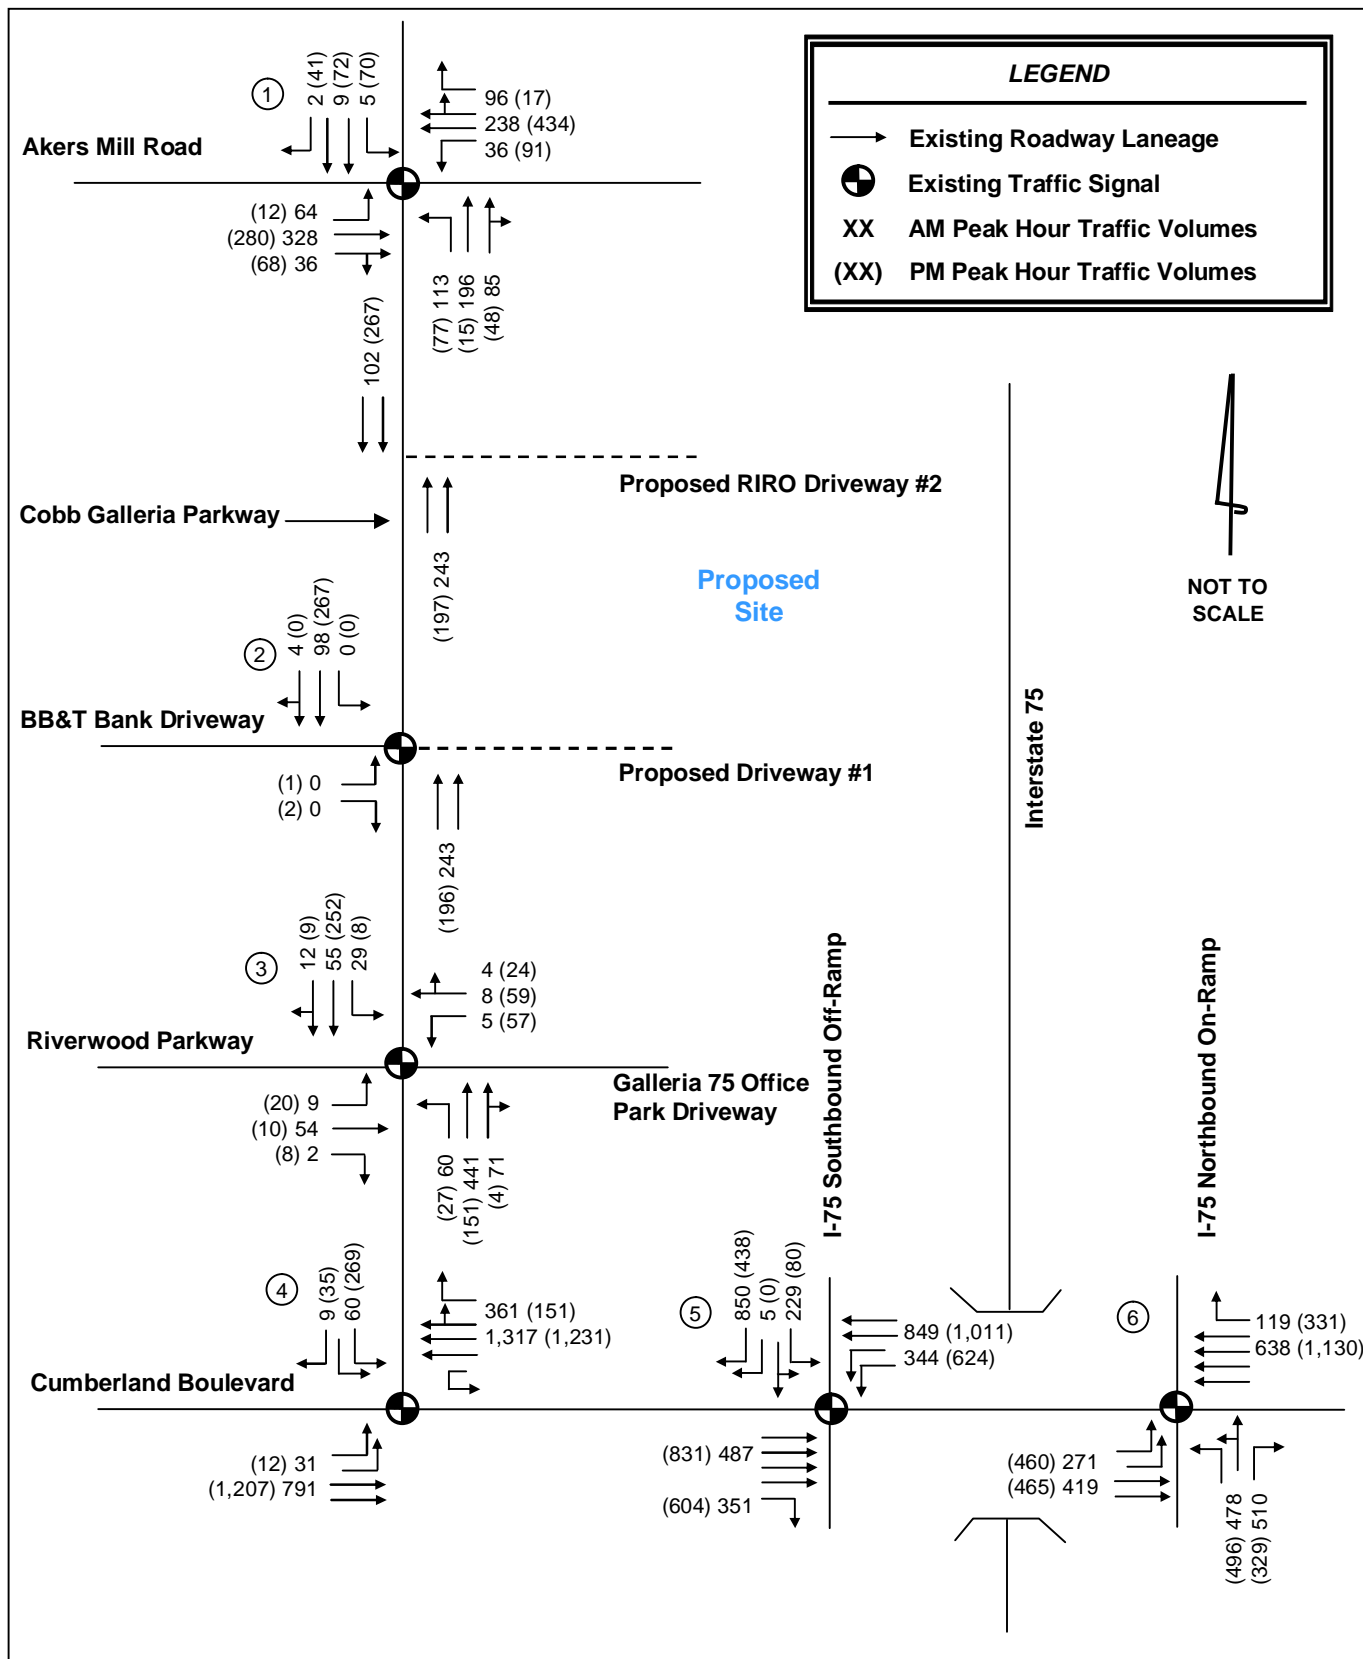 LEGEND
Existing Roadway Laneage
Existing Traffic Signal
XX AM Peak Hour Traffic Volumes
(XX) PM Peak Hour Traffic Volumes
1
2 (41)
9 (72)
5 (70)
96 (17)
238 (434)
36 (91)
Akers Mill Road
(12) 64
(280) 328
(68) 36
(77) 113
(15) 196
(48) 85
102 (267)
Proposed RIRO Driveway #2
Cobb Galleria Parkway
(197) 243
Proposed
Site
NOT TO
SCALE
2
4 (0)
98 (267)
0 (0)
BB&T Bank Driveway
Proposed Driveway #1
(1) 0
(2) 0
(196) 243
Interstate 75
3
12 (9)
55 (252)
29 (8)
4 (24)
8 (59)
5 (57)
Riverwood Parkway
Galleria 75 Office
Park Driveway
(20) 9
(10) 54
(8) 2
(27) 60
(151) 441
(4) 71
I-75 Southbound Off-Ramp
I-75 Northbound On-Ramp
4
9 (35)
60 (269)
361 (151)
1,317 (1,231)
Cumberland Boulevard
(12) 31
(1,207) 791
5
850 (438)
5 (0)
229 (80)
849 (1,011)
344 (624)
(831) 487
(604) 351
6
119 (331)
638 (1,130)
(460) 271
(465) 419
(496) 478
(329) 510